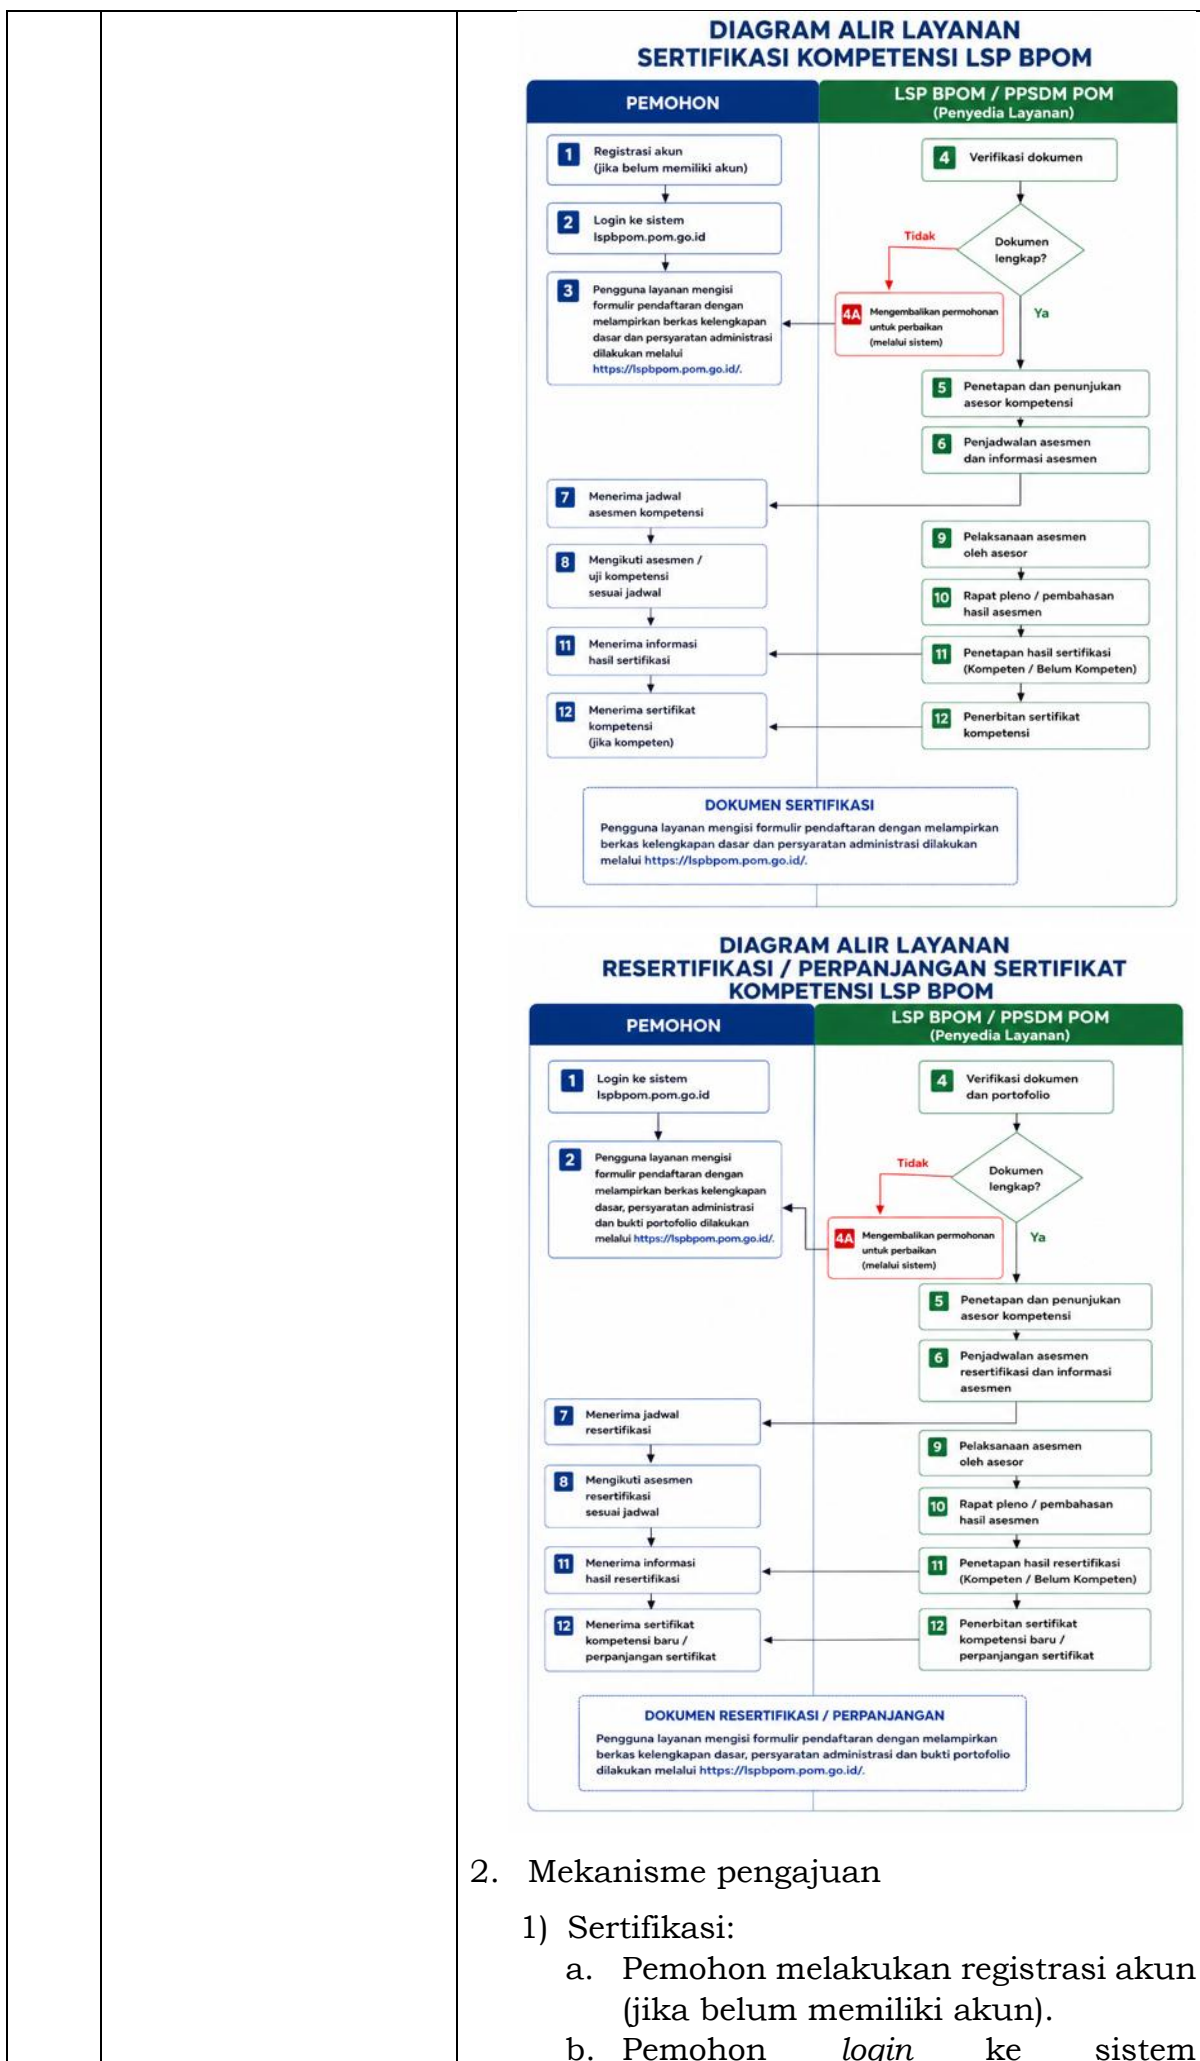 DIAGRAM ALIR LAYANAN
SERTIFIKASI KOMPETENSI LSP BPOM
PEMOHON
LSP BPOM / PPSDM POM
(Penyedia Layanan)
1 Registrasi akun
(jika belum memiliki akun)
2 Login ke sistem
lspbpom.pom.go.id
3 Pengguna layanan mengisi
formulir pendaftaran dengan
melampirkan berkas kelengkapan
dasar dan persyaratan administrasi
dilakukan melalui
https://lspbpom.pom.go.id/.
4 Verifikasi dokumen
Dokumen
lengkap?
Tidak
Ya
4A Mengembalikan permohonan
untuk perbaikan
(melalui sistem)
5 Penetapan dan penunjukan
asesor kompetensi
6 Penjadwalan asesmen
dan informasi asesmen
7 Menerima jadwal
asesmen kompetensi
8 Mengikuti asesmen /
uji kompetensi
sesuai jadwal
9 Pelaksanaan asesmen
oleh asesor
10 Rapat pleno / pembahasan
hasil asesmen
11 Menerima informasi
hasil sertifikasi
11 Penetapan hasil sertifikasi
(Kompeten / Belum Kompeten)
12 Menerima sertifikat
kompetensi
(jika kompeten)
12 Penerbitan sertifikat
kompetensi
DOKUMEN SERTIFIKASI
Pengguna layanan mengisi formulir pendaftaran dengan melampirkan
berkas kelengkapan dasar dan persyaratan administrasi dilakukan
melalui https://lspbpom.pom.go.id/.
DIAGRAM ALIR LAYANAN
RESERTIFIKASI / PERPANJANGAN SERTIFIKAT
KOMPETENSI LSP BPOM
PEMOHON
LSP BPOM / PPSDM POM
(Penyedia Layanan)
1 Login ke sistem
lspbpom.pom.go.id
2 Pengguna layanan mengisi
formulir pendaftaran dengan
melampirkan berkas kelengkapan
dasar, persyaratan administrasi
dan bukti portofolio dilakukan
melalui https://lspbpom.pom.go.id/.
4 Verifikasi dokumen
dan portofolio
Dokumen
lengkap?
Tidak
Ya
4A Mengembalikan permohonan
untuk perbaikan
(melalui sistem)
5 Penetapan dan penunjukan
asesor kompetensi
6 Penjadwalan asesmen
resertifikasi dan informasi
asesmen
7 Menerima jadwal
resertifikasi
8 Mengikuti asesmen
resertifikasi
sesuai jadwal
9 Pelaksanaan asesmen
oleh asesor
10 Rapat pleno / pembahasan
hasil asesmen
11 Menerima informasi
hasil resertifikasi
11 Penetapan hasil resertifikasi
(Kompeten / Belum Kompeten)
12 Menerima sertifikat
kompetensi baru /
perpanjangan sertifikat
12 Penerbitan sertifikat
kompetensi baru /
perpanjangan sertifikat
DOKUMEN RESERTIFIKASI / PERPANJANGAN
Pengguna layanan mengisi formulir pendaftaran dengan melampirkan
berkas kelengkapan dasar, persyaratan administrasi dan bukti portofolio
dilakukan melalui https://lspbpom.pom.go.id/.
2. Mekanisme pengajuan
1) Sertifikasi:
a. Pemohon melakukan registrasi akun
(jika belum memiliki akun).
b. Pemohon login ke sistem